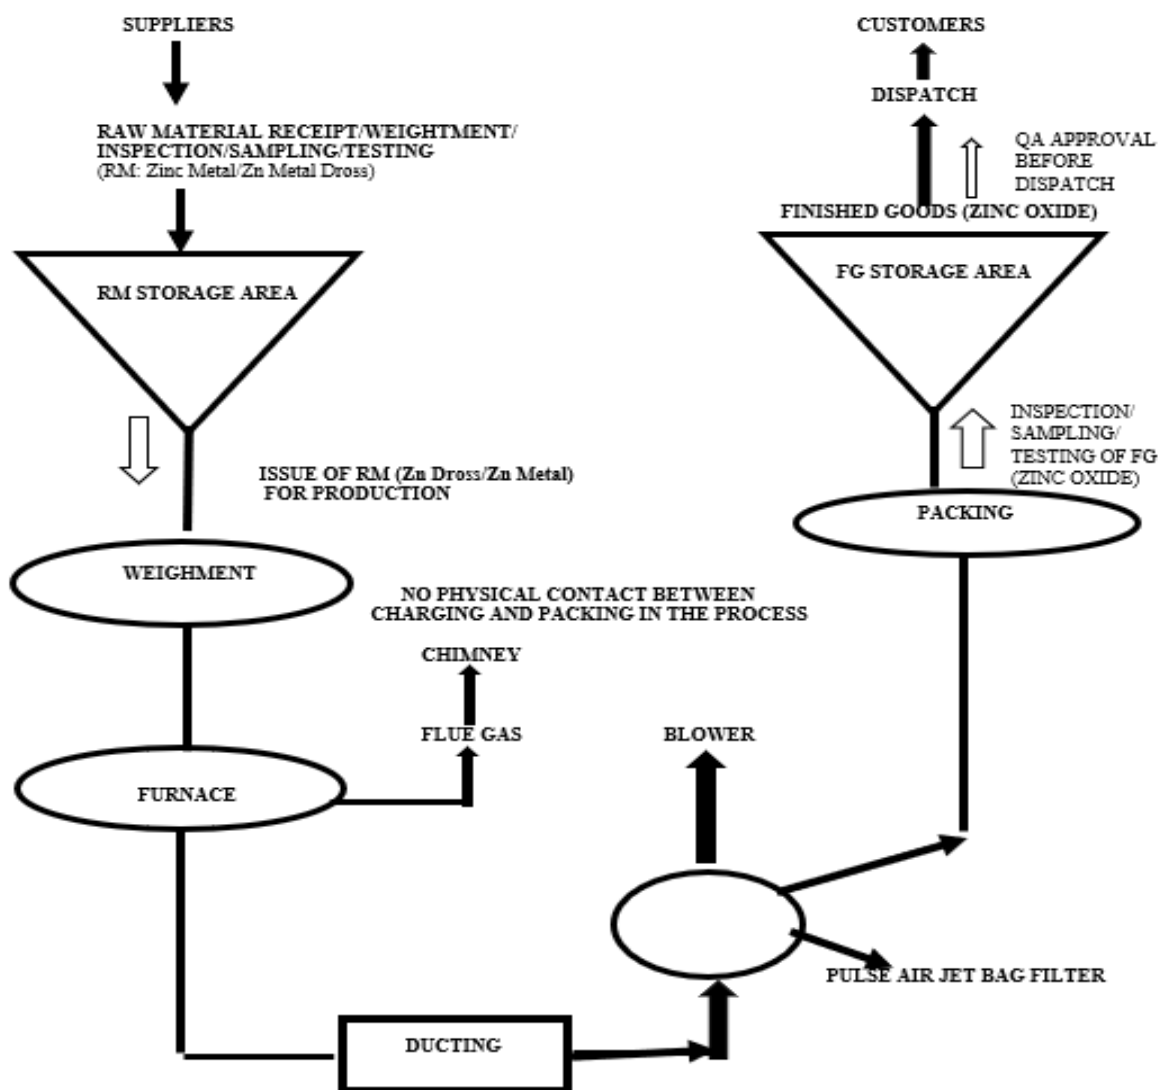 SUPPLIERS
RAW MATERIAL RECEIPT/WEIGHTMENT/
INSPECTION/SAMPLING/TESTING
(RM: Zinc Metal/Zn Metal Dross)
RM STORAGE AREA
ISSUE OF RM (Zn Dross/Zn Metal)
FOR PRODUCTION
WEIGHMENT
NO PHYSICAL CONTACT BETWEEN
CHARGING AND PACKING IN THE PROCESS
CHIMNEY
FLUE GAS
FURNACE
DUCTING
BLOWER
PULSE AIR JET BAG FILTER
CUSTOMERS
DISPATCH
QA APPROVAL
BEFORE
DISPATCH
FINISHED GOODS (ZINC OXIDE)
FG STORAGE AREA
INSPECTION/
SAMPLING/
TESTING OF FG
(ZINC OXIDE)
PACKING